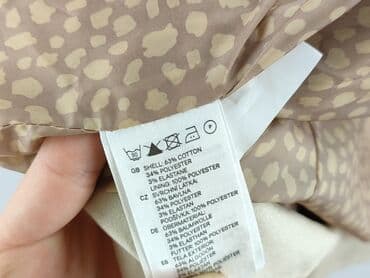 GB SHELL: 63% COTTON
34% POLYESTER
3% ELASTANE
LINING: 100% POLYESTER
CZ SVRCHNÍ LÁTKA:
63% BAVLNA
34% POLYESTER
3% ELASTAN
PODŠÍVKA: 100% POLYESTER
DE OBERMATERIAL:
63% BAUMWOLLE
34% POLYESTER
3% ELASTHAN
FUTTER: 100% POLYESTER
ES TELA EXTERIOR:
63% ALGODÓN